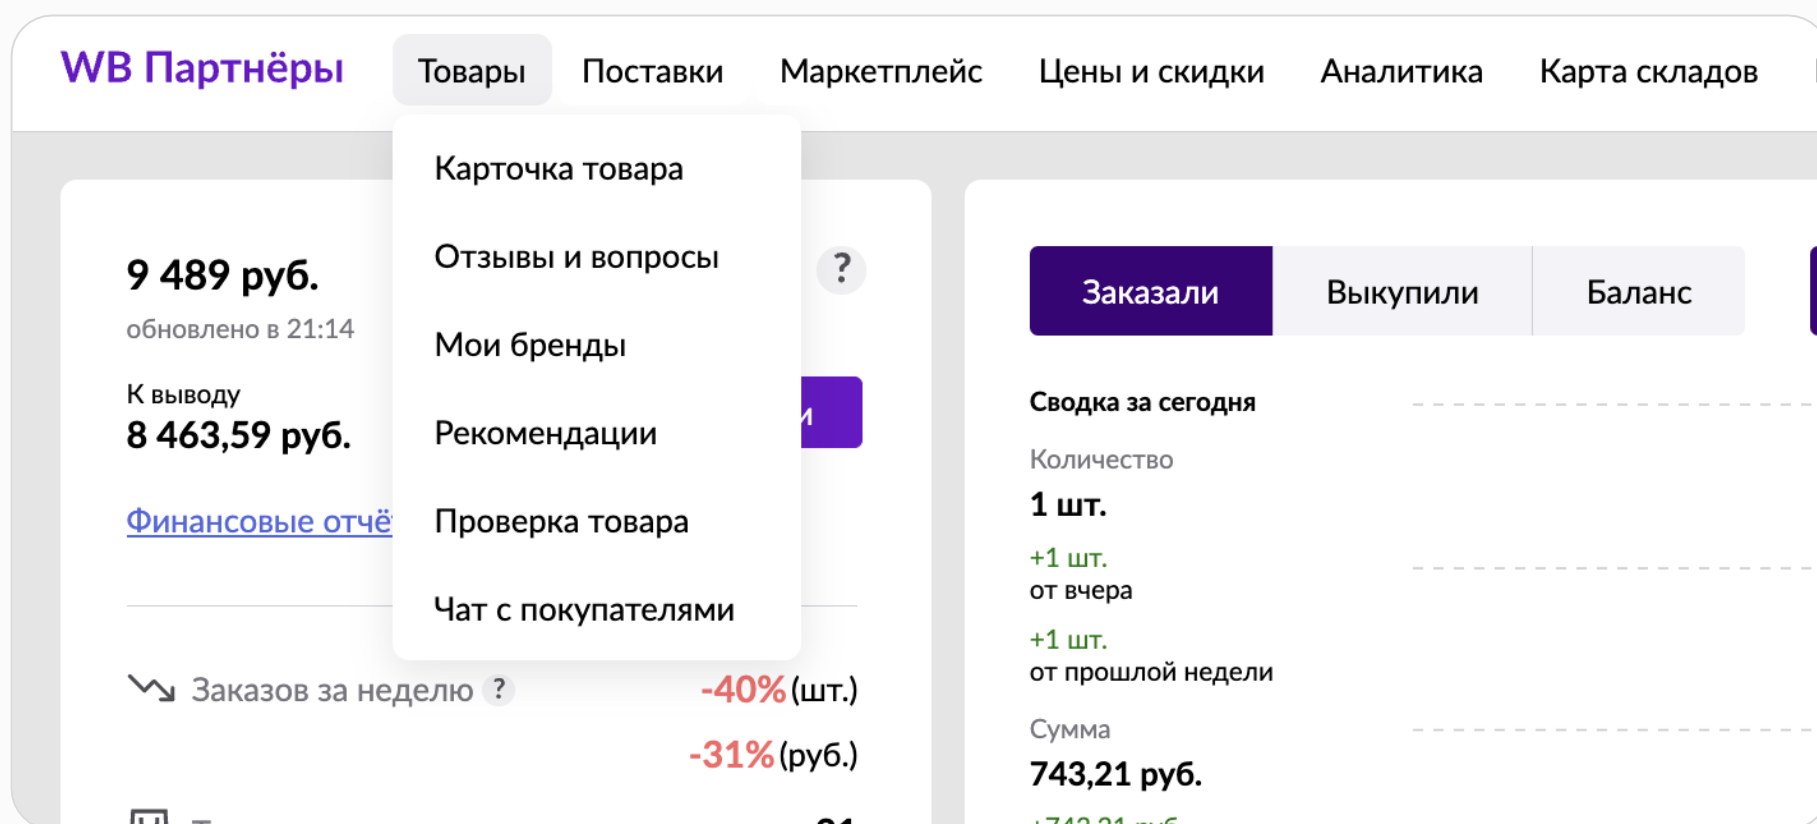 WB Партнёры
Товары
Поставки
Маркетплейс
Цены и скидки
Аналитика
Карта складов
Карточка товара
Отзывы и вопросы
Мои бренды
Рекомендации
Проверка товара
Чат с покупателями
9 489 руб.
?
обновлено в 21:14
К выводу
8 463,59 руб.
и
Финансовые отчё
Заказов за неделю ?
-40% (шт.)
-31% (руб.)
Заказали
Выкупили
Баланс
Сводка за сегодня
Количество
1 шт.
+1 шт.
от вчера
+1 шт.
от прошлой недели
Сумма
743,21 руб.